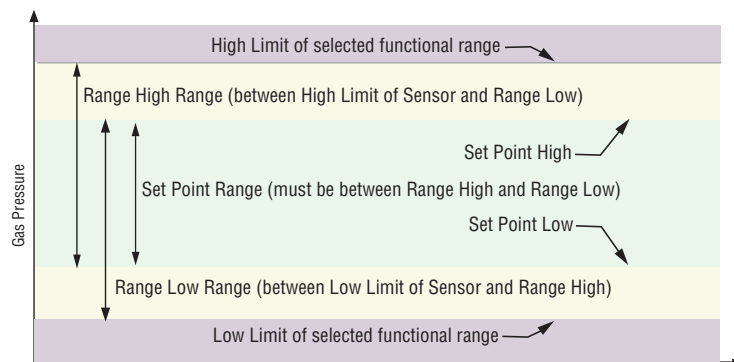 High Limit of selected functional range
Range High Range (between High Limit of Sensor and Range Low)
Set Point High
Set Point Range (must be between Range High and Range Low)
Set Point Low
Range Low Range (between Low Limit of Sensor and Range High)
Low Limit of selected functional range
Gas Pressure